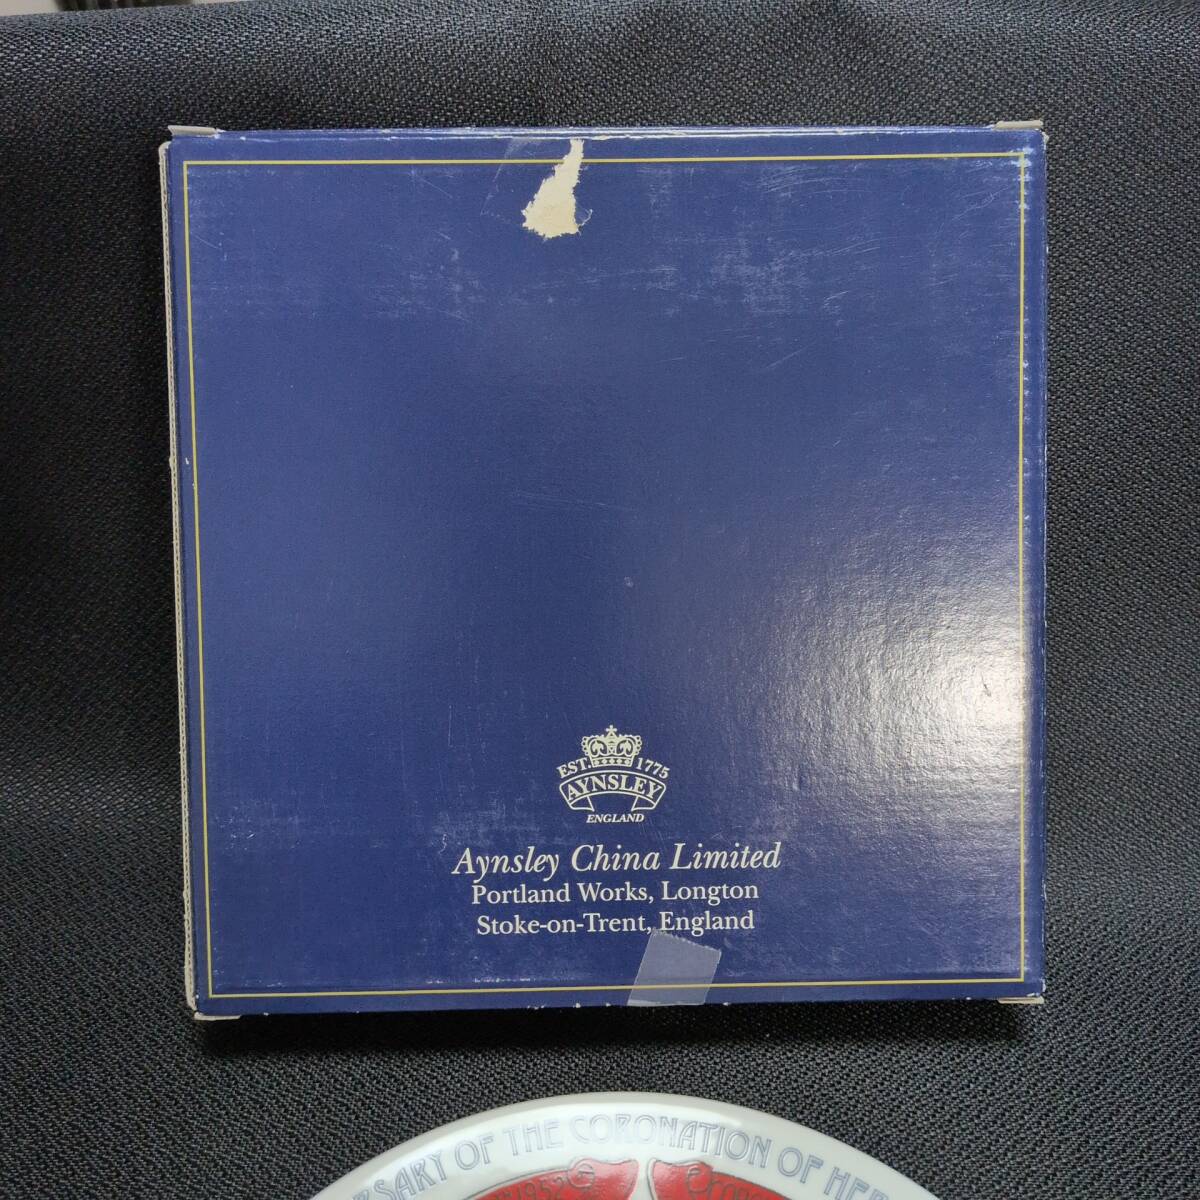 EST. 1775
AYNSLEY
ENGLAND
Aynsley China Limited
Portland Works, Longton
Stoke-on-Trent, England
OF THE CORONATION OF HER
1952